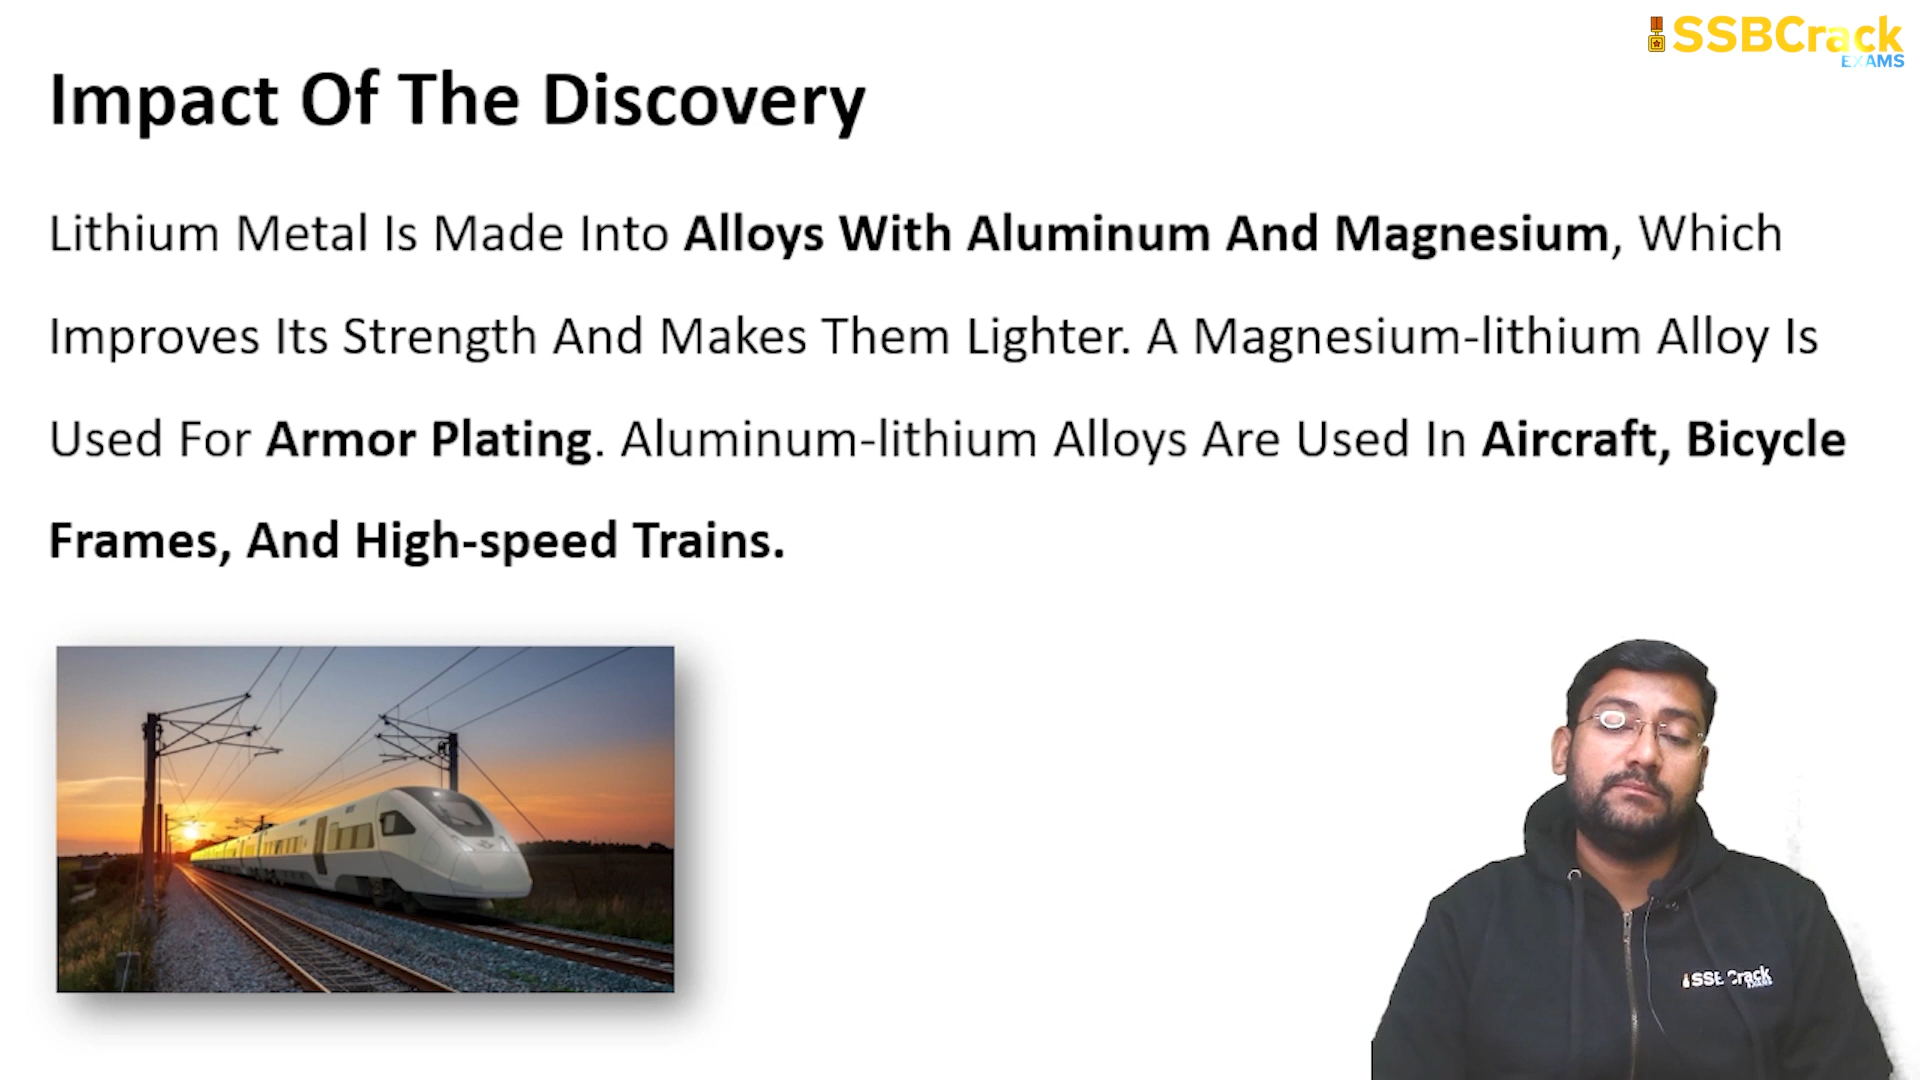 SSBCrack
EXAMS
Impact Of The Discovery
Lithium Metal Is Made Into Alloys With Aluminum And Magnesium, Which
Improves Its Strength And Makes Them Lighter. A Magnesium-lithium Alloy Is
Used For Armor Plating. Aluminum-lithium Alloys Are Used In Aircraft, Bicycle
Frames, And High-speed Trains.
SSBCrack
EXAMS